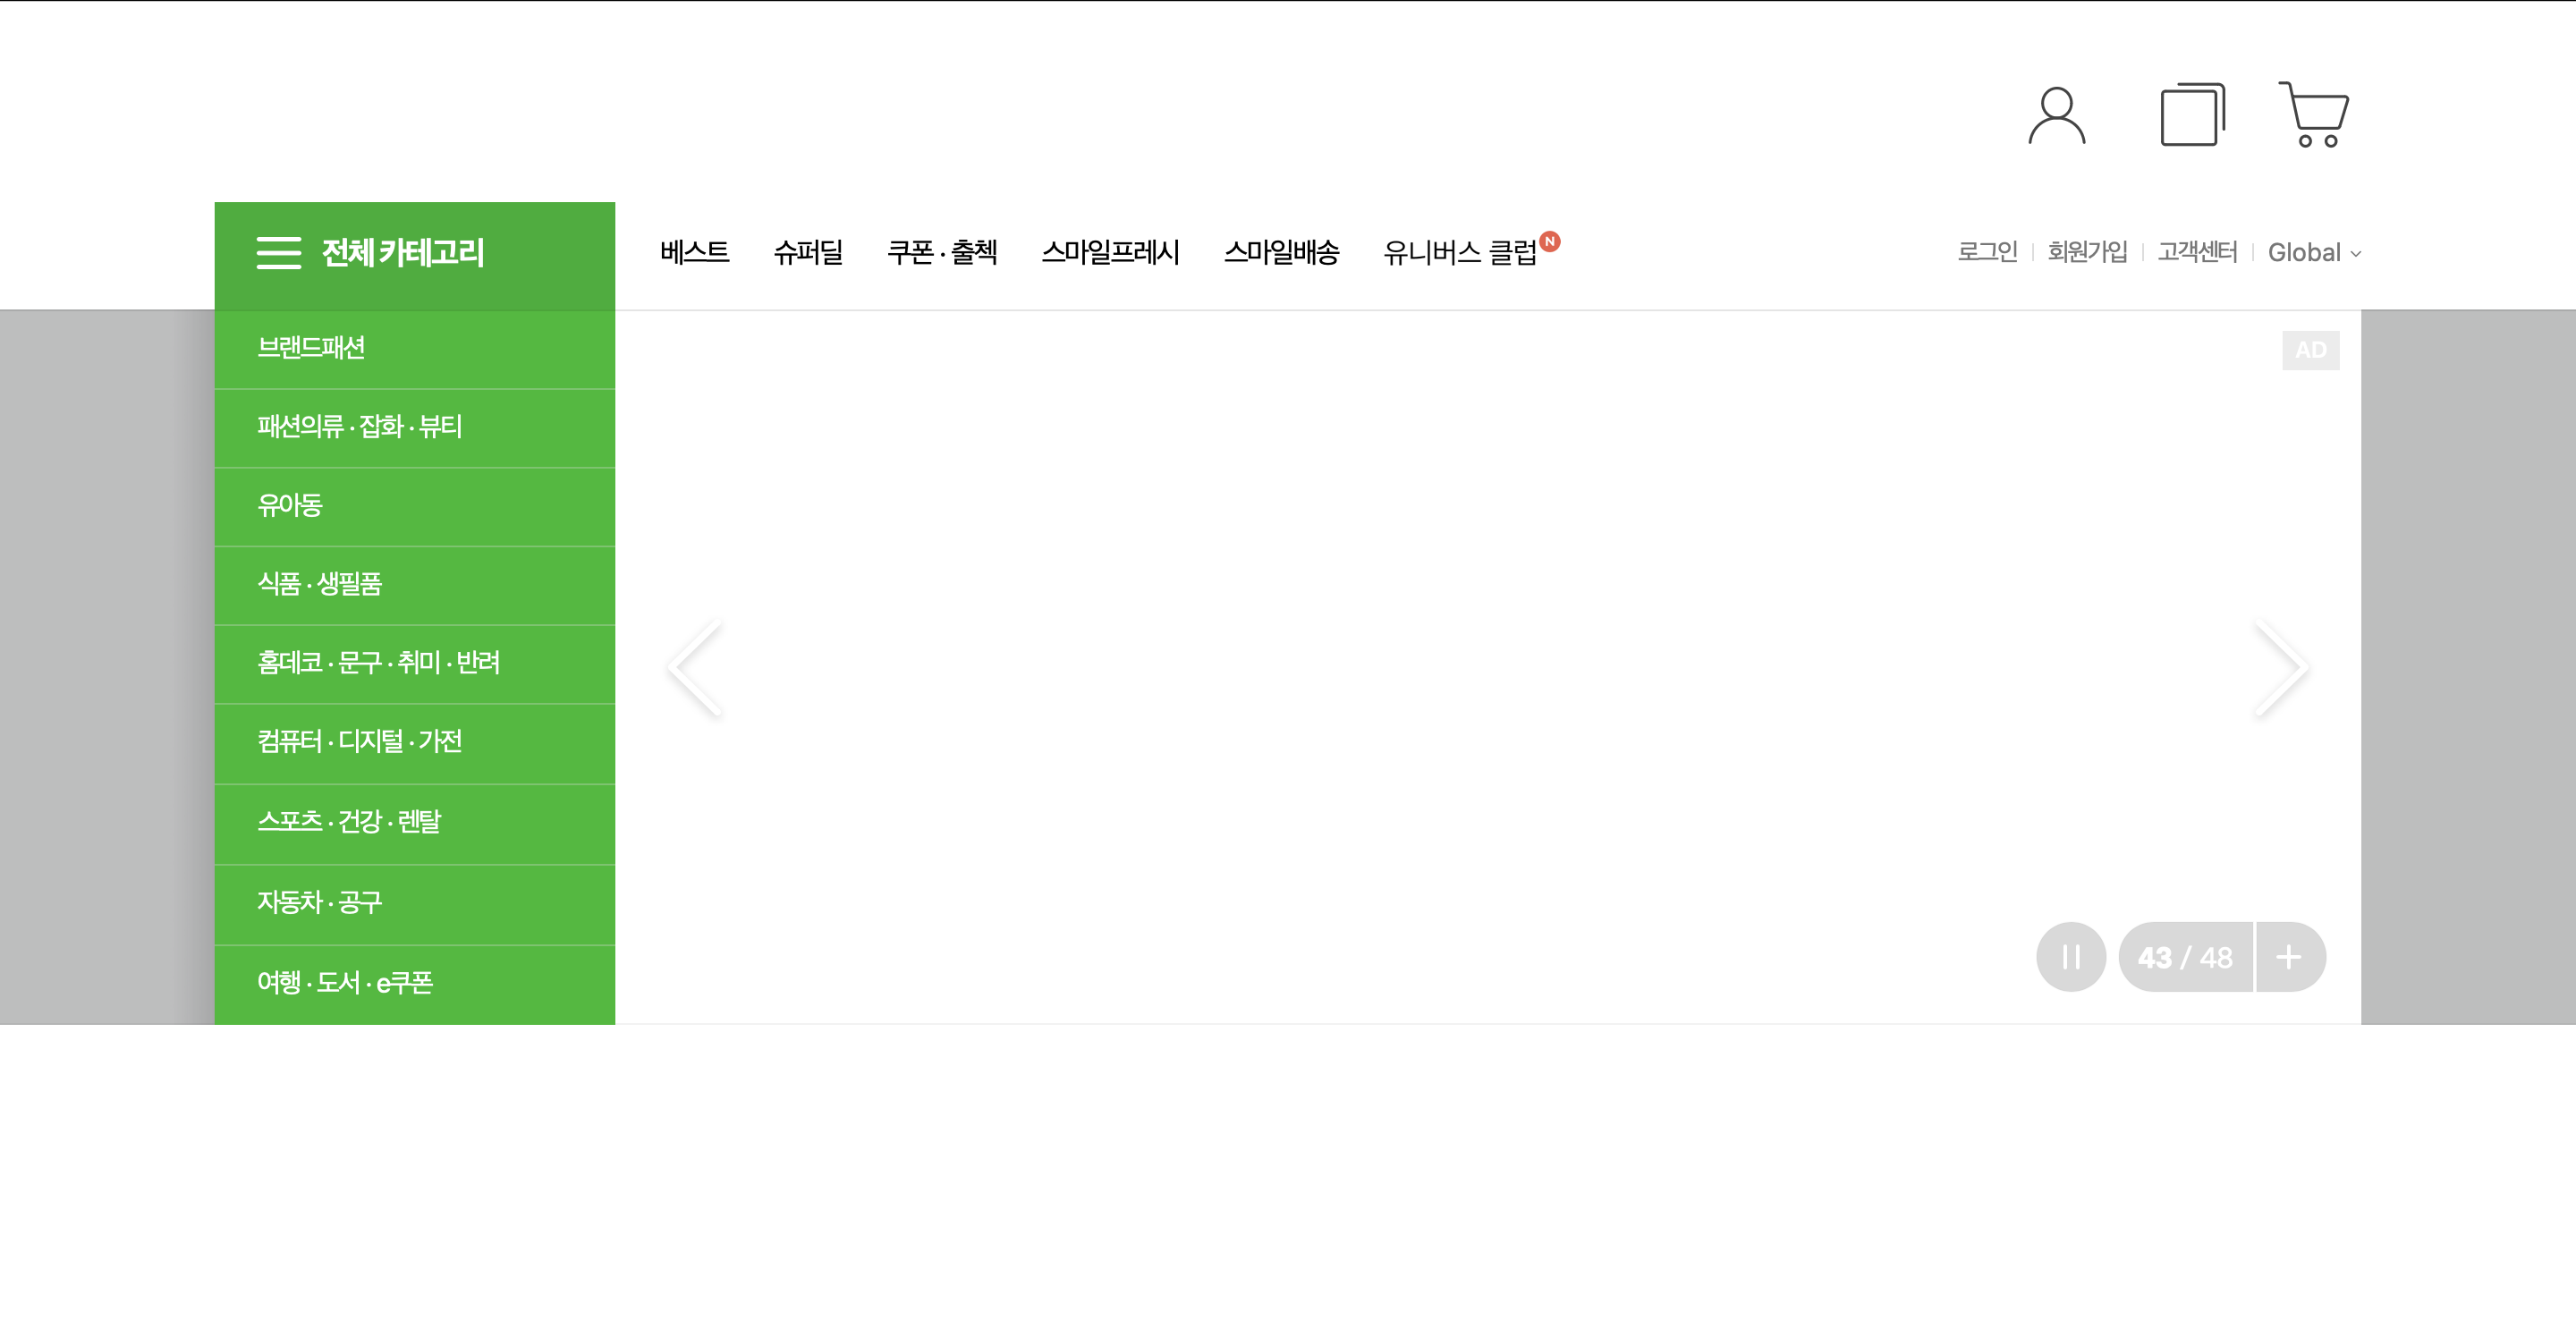 전체 카테고리
베스트 슈퍼딜 쿠폰 · 출첵 스마일프레시 스마일배송 유니버스 클럽 N
로그인 회원가입 고객센터 Global
브랜드패션
패션의류 · 잡화 · 뷰티
유아동
식품 · 생필품
홈데코 · 문구 · 취미 · 반려
컴퓨터 · 디지털 · 가전
스포츠 · 건강 · 렌탈
자동차 · 공구
여행 · 도서 · e쿠폰
AD
43 / 48